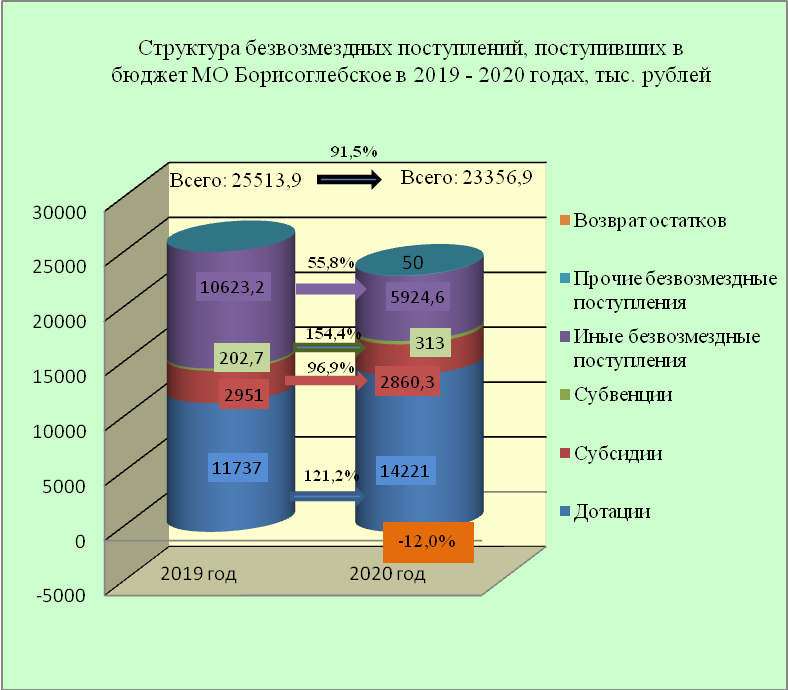 Структура безвозмездных поступлений, поступивших в
бюджет МО Борисоглебское в 2019 - 2020 годах, тыс. рублей
91,5%
Всего: 25513,9
Всего: 23356,9
30000
25000
20000
15000
10000
5000
0
-5000
10623,2
202,7
2951
11737
55,8%
154,4%
96,9%
121,2%
50
5924,6
313
2860,3
14221
-12,0%
2019 год
2020 год
Возврат остатков
Прочие безвозмездные
поступления
Иные безвозмездные
поступления
Субвенции
Субсидии
Дотации